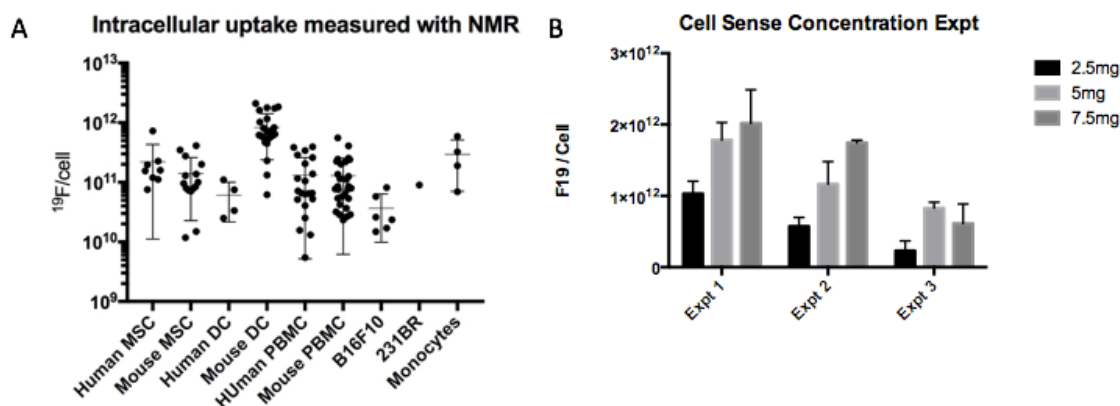 A
Intracellular uptake measured with NMR
¹⁹F/cell
10¹³
10¹²
10¹¹
10¹⁰
10⁹
Human MSC
Mouse MSC
Human DC
Mouse DC
HUman PBMC
Mouse PBMC
B16F10
231BR
Monocytes
B
Cell Sense Concentration Expt
F19 / Cell
3×10¹²
2×10¹²
1×10¹²
0
Expt 1
Expt 2
Expt 3
2.5mg
5mg
7.5mg